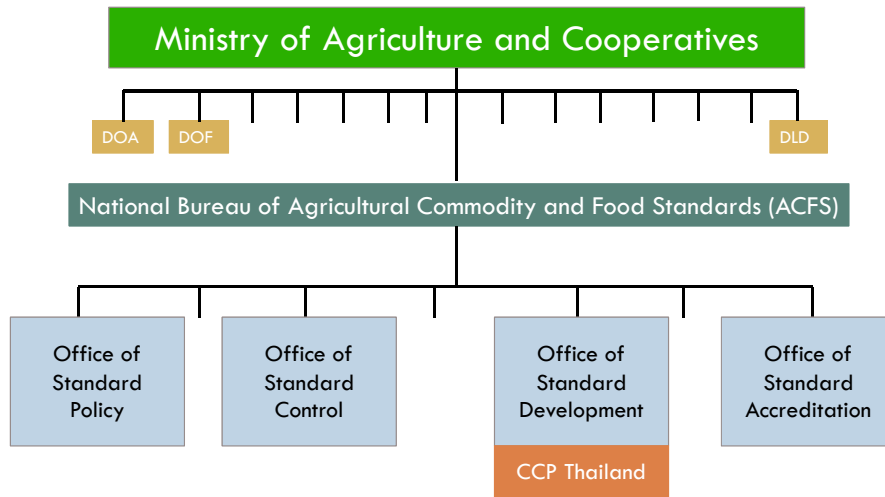 Ministry of Agriculture and Cooperatives
DOA
DOF
DLD
National Bureau of Agricultural Commodity and Food Standards (ACFS)
Office of
Standard
Policy
Office of
Standard
Control
Office of
Standard
Development
Office of
Standard
Accreditation
CCP Thailand